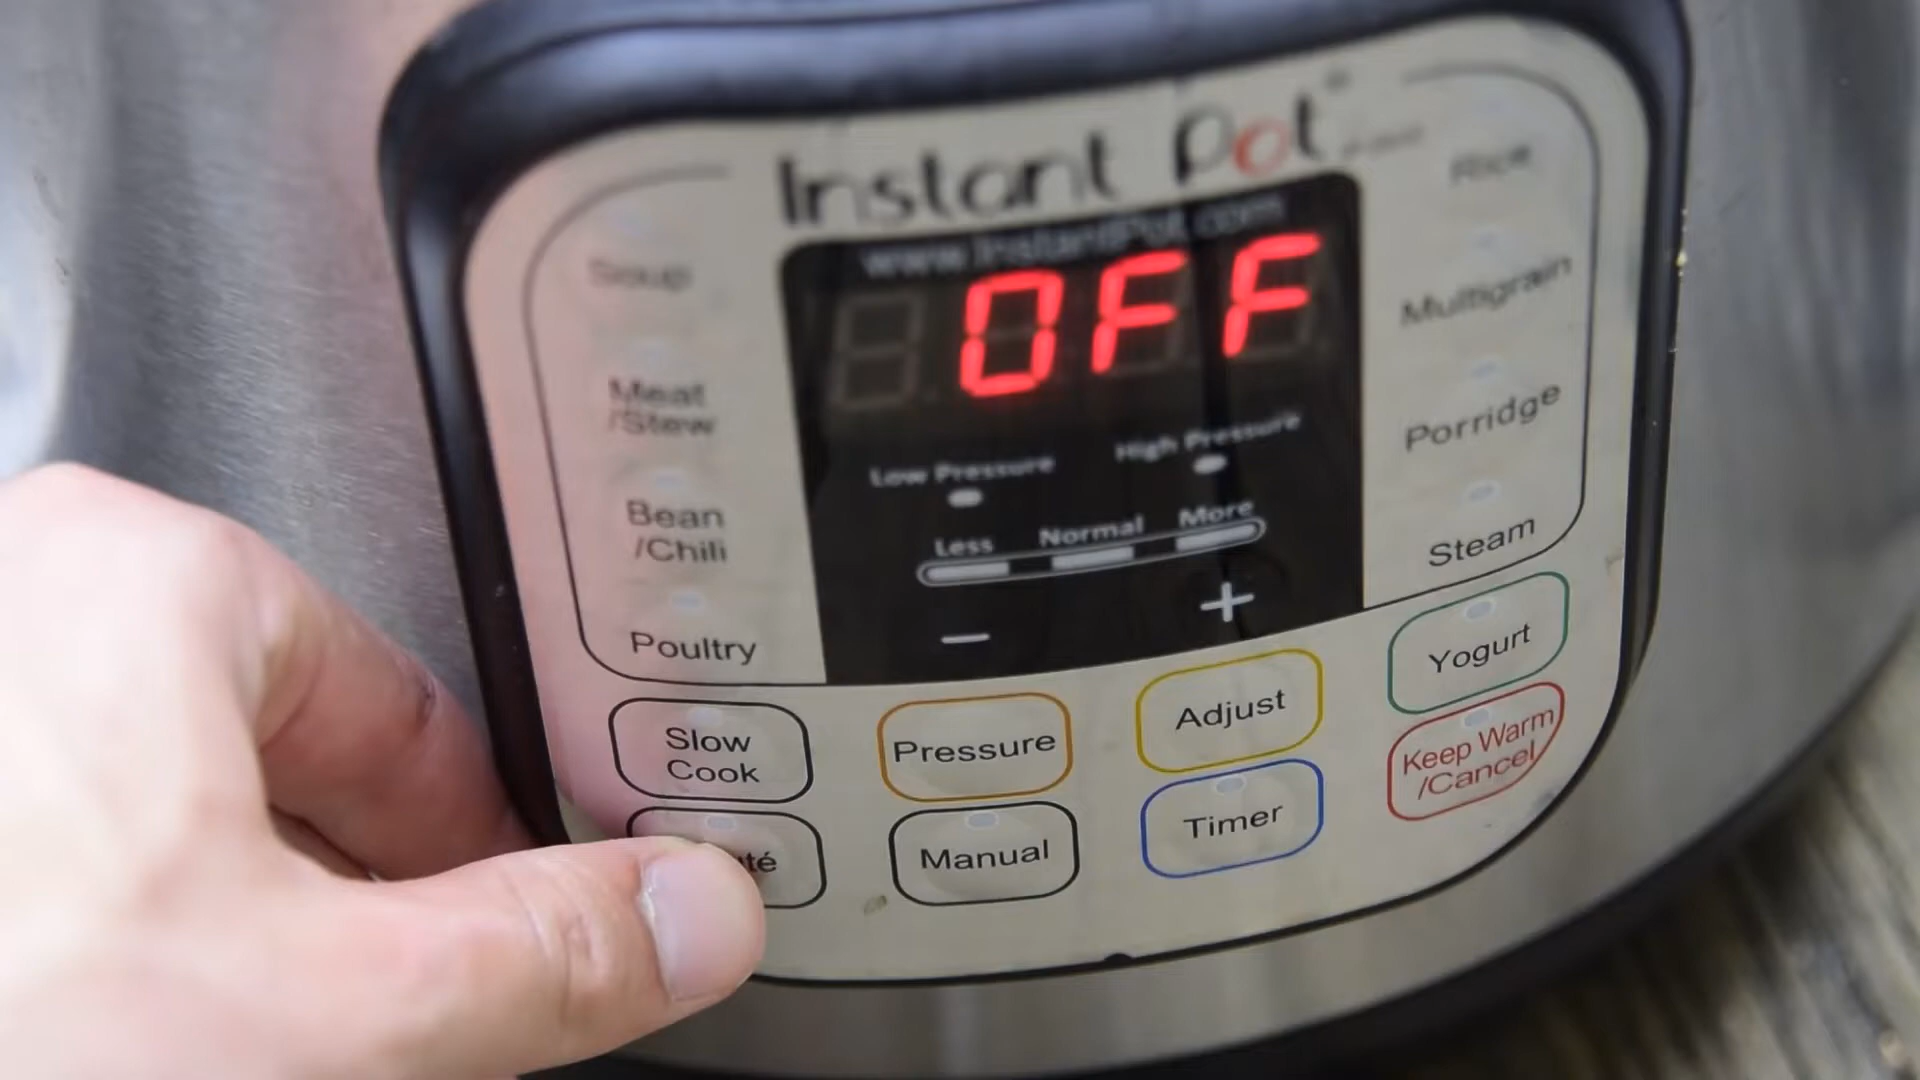 Instant Pot
www.InstantPot.com
OFF
Soup
Meat
/Stew
Bean
/Chili
Poultry
Low Pressure
High Pressure
Less Normal More
− +
Rice
Multigrain
Porridge
Steam
Slow
Cook
Pressure
Adjust
Yogurt
té
Manual
Timer
Keep Warm
/Cancel